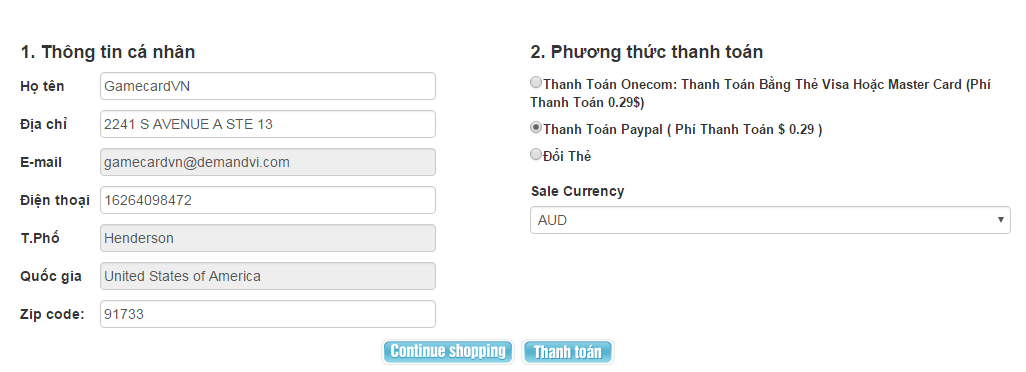 1. Thông tin cá nhân
Họ tên GamecardVN
Địa chỉ 2241 S AVENUE A STE 13
E-mail gamecardvn@demandvi.com
Điện thoại 16264098472
T.Phố Henderson
Quốc gia United States of America
Zip code: 91733
2. Phương thức thanh toán
Thanh Toán Onecom: Thanh Toán Bằng Thẻ Visa Hoặc Master Card (Phí
Thanh Toán 0.29$)
Thanh Toán Paypal ( Phí Thanh Toán $ 0.29 )
Đổi Thẻ
Sale Currency
AUD
Continue shopping Thanh toán